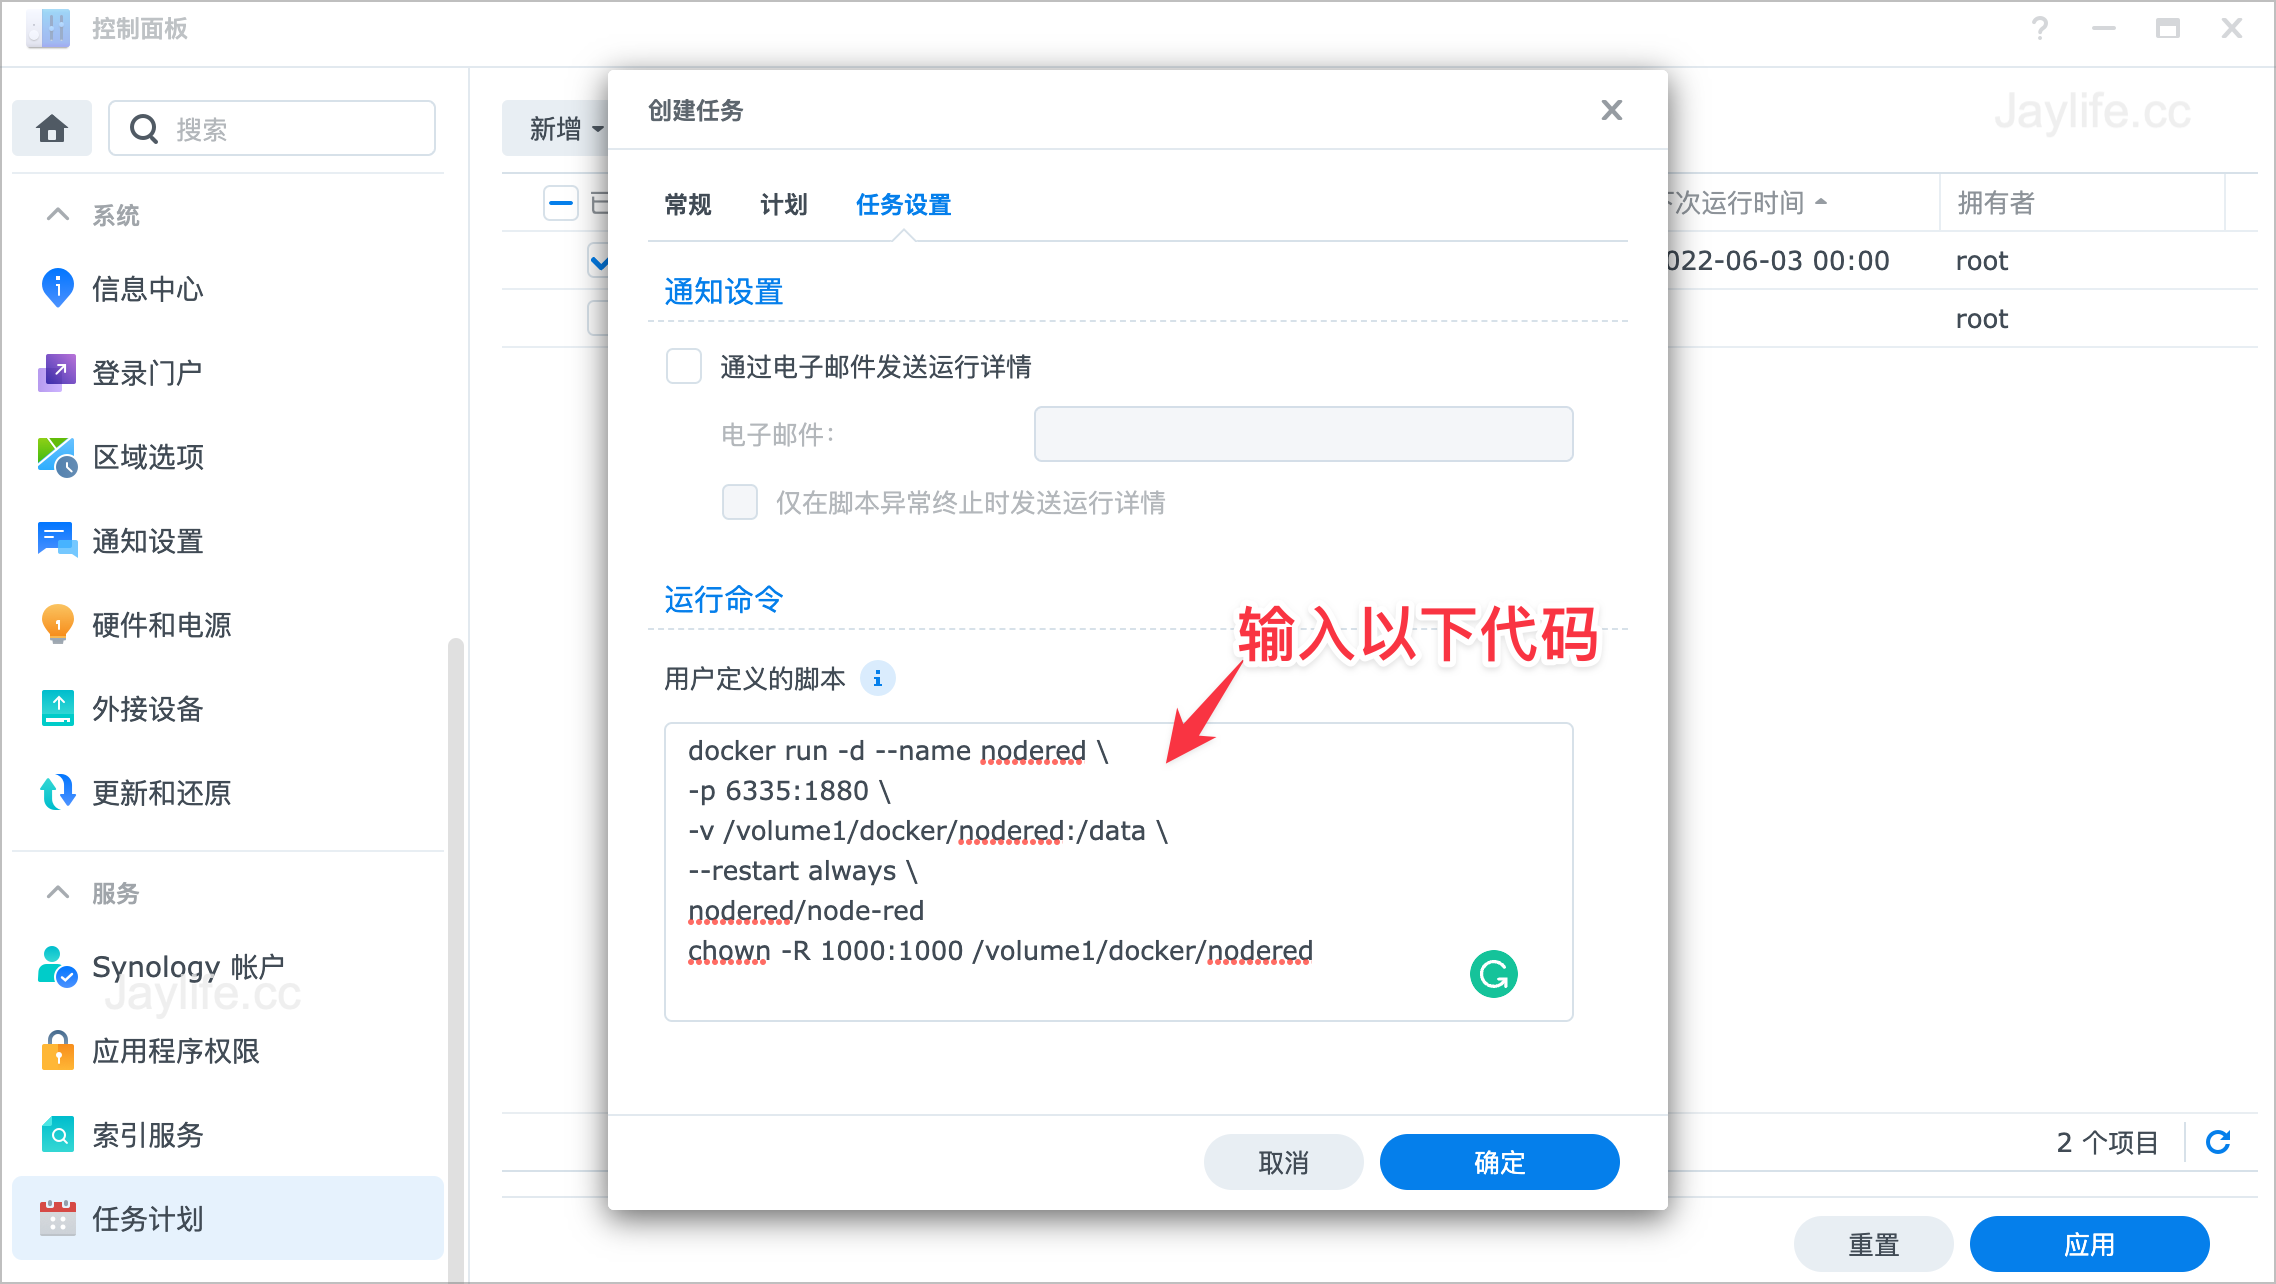 控制面板
Jaylife.cc
搜索
系统
信息中心
登录门户
区域选项
通知设置
硬件和电源
外接设备
更新和还原
服务
Synology 帐户
Jaylife.cc
应用程序权限
索引服务
任务计划
新增
次运行时间
拥有者
022-06-03 00:00
root
root
创建任务
常规
计划
任务设置
通知设置
通过电子邮件发送运行详情
电子邮件:
仅在脚本异常终止时发送运行详情
运行命令
输入以下代码
用户定义的脚本
docker run -d --name nodered \
-p 6335:1880 \
-v /volume1/docker/nodered:/data \
--restart always \
nodered/node-red
chown -R 1000:1000 /volume1/docker/nodered
取消
确定
2 个项目
重置
应用